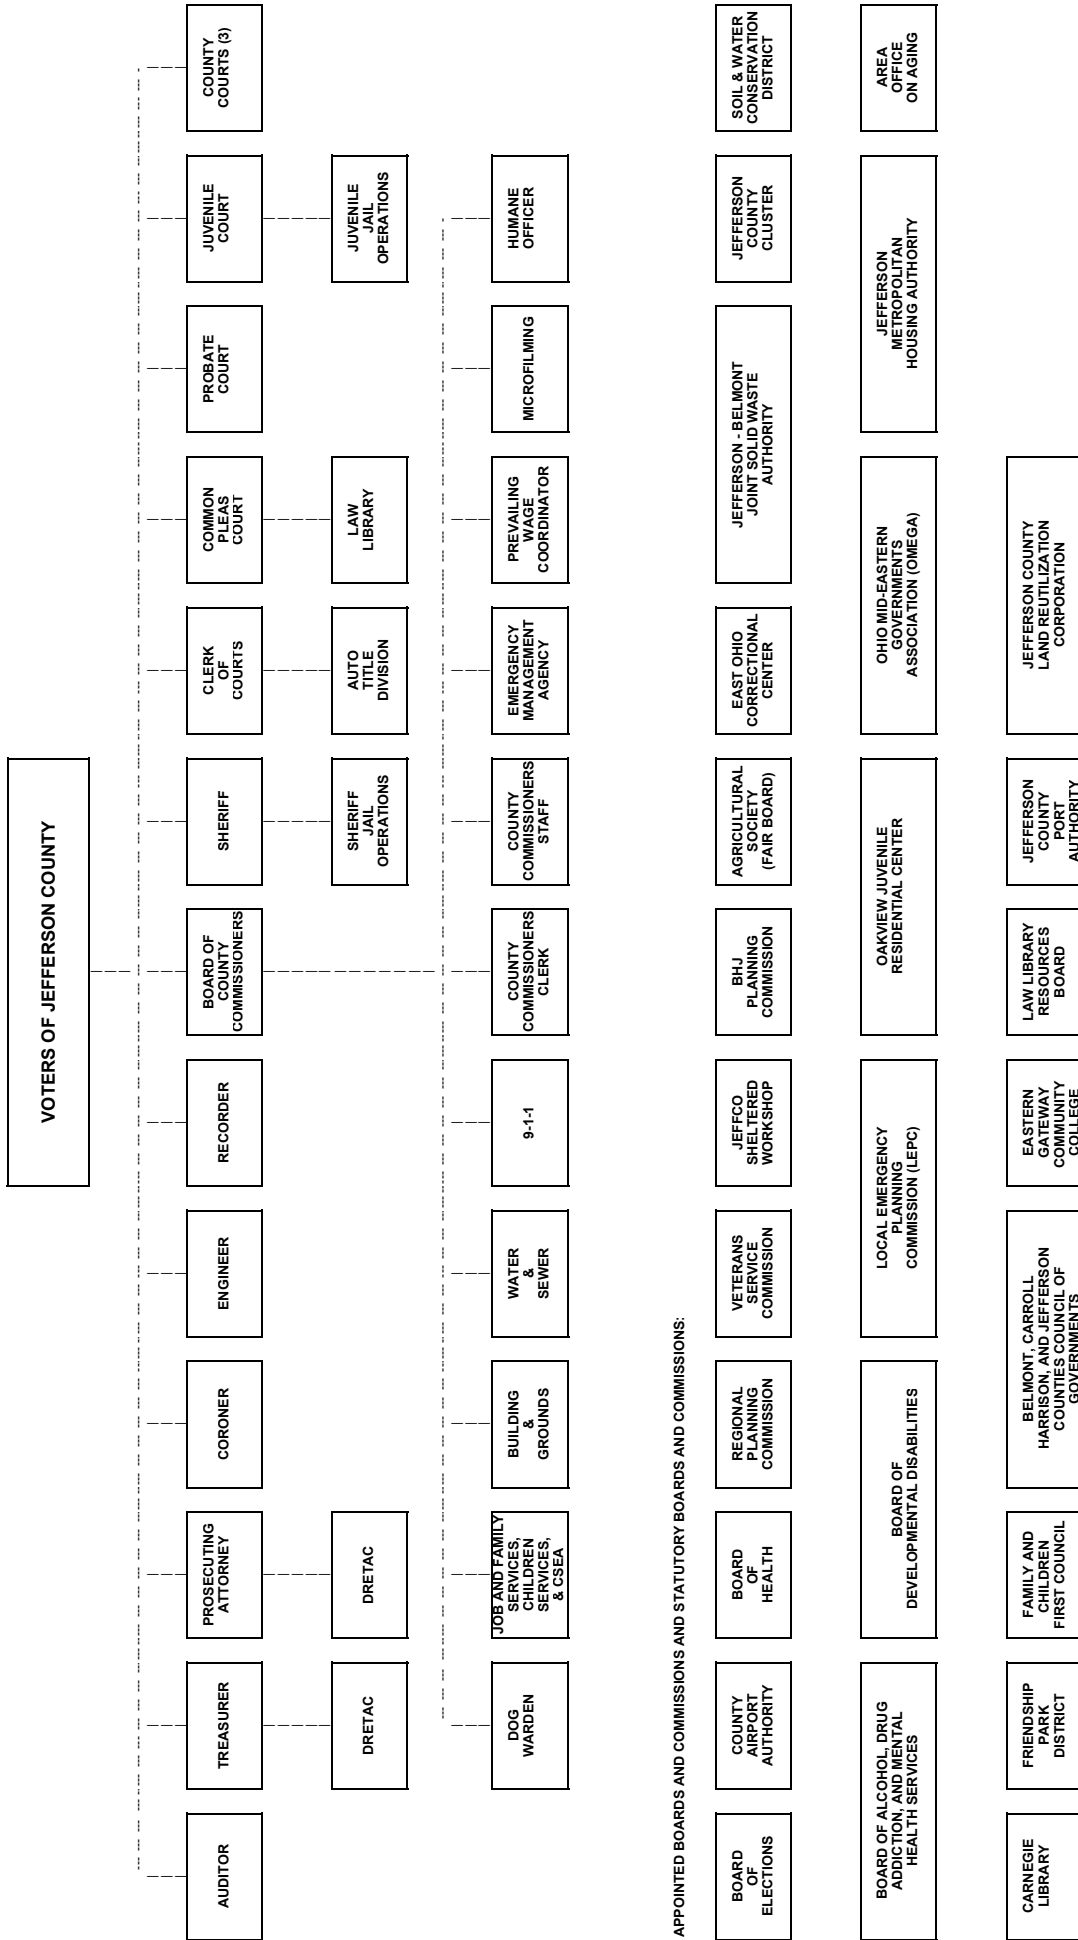 VOTERS OF JEFFERSON COUNTY
AUDITOR
TREASURER
PROSECUTING
ATTORNEY
CORONER
ENGINEER
RECORDER
BOARD OF
COUNTY
COMMISSIONERS
SHERIFF
CLERK
OF
COURTS
COMMON
PLEAS
COURT
PROBATE
COURT
JUVENILE
COURT
COUNTY
COURTS (3)
DRETAC
DRETAC
SHERIFF
JAIL
OPERATIONS
AUTO
TITLE
DIVISION
LAW
LIBRARY
JUVENILE
JAIL
OPERATIONS
DOG
WARDEN
JOB AND FAMILY
SERVICES,
CHILDREN
SERVICES,
& CSEA
BUILDING
&
GROUNDS
WATER
&
SEWER
9-1-1
COUNTY
COMMISSIONERS
CLERK
COUNTY
COMMISSIONERS
STAFF
EMERGENCY
MANAGEMENT
AGENCY
PREVAILING
WAGE
COORDINATOR
MICROFILMING
HUMANE
OFFICER
APPOINTED BOARDS AND COMMISSIONS AND STATUTORY BOARDS AND COMMISSIONS:
BOARD
OF
ELECTIONS
COUNTY
AIRPORT
AUTHORITY
BOARD
OF
HEALTH
REGIONAL
PLANNING
COMMISSION
VETERANS
SERVICE
COMMISSION
JEFFCO
SHELTERED
WORKSHOP
BHJ
PLANNING
COMMISSION
AGRICULTURAL
SOCIETY
(FAIR BOARD)
EAST OHIO
CORRECTIONAL
CENTER
JEFFERSON - BELMONT
JOINT SOLID WASTE
AUTHORITY
JEFFERSON
COUNTY
CLUSTER
SOIL & WATER
CONSERVATION
DISTRICT
BOARD OF ALCOHOL, DRUG
ADDICTION, AND MENTAL
HEALTH SERVICES
BOARD OF
DEVELOPMENTAL DISABILITIES
LOCAL EMERGENCY
PLANNING
COMMISSION (LEPC)
OAKVIEW JUVENILE
RESIDENTIAL CENTER
OHIO MID-EASTERN
GOVERNMENTS
ASSOCIATION (OMEGA)
JEFFERSON
METROPOLITAN
HOUSING AUTHORITY
AREA
OFFICE
ON AGING
CARNEGIE
LIBRARY
FRIENDSHIP
PARK
DISTRICT
FAMILY AND
CHILDREN
FIRST COUNCIL
BELMONT, CARROLL
HARRISON, AND JEFFERSON
COUNTIES COUNCIL OF
GOVERNMENTS
EASTERN
GATEWAY
COMMUNITY
COLLEGE
LAW LIBRARY
RESOURCES
BOARD
JEFFERSON
COUNTY
PORT
AUTHORITY
JEFFERSON COUNTY
LAND REUTILIZATION
CORPORATION